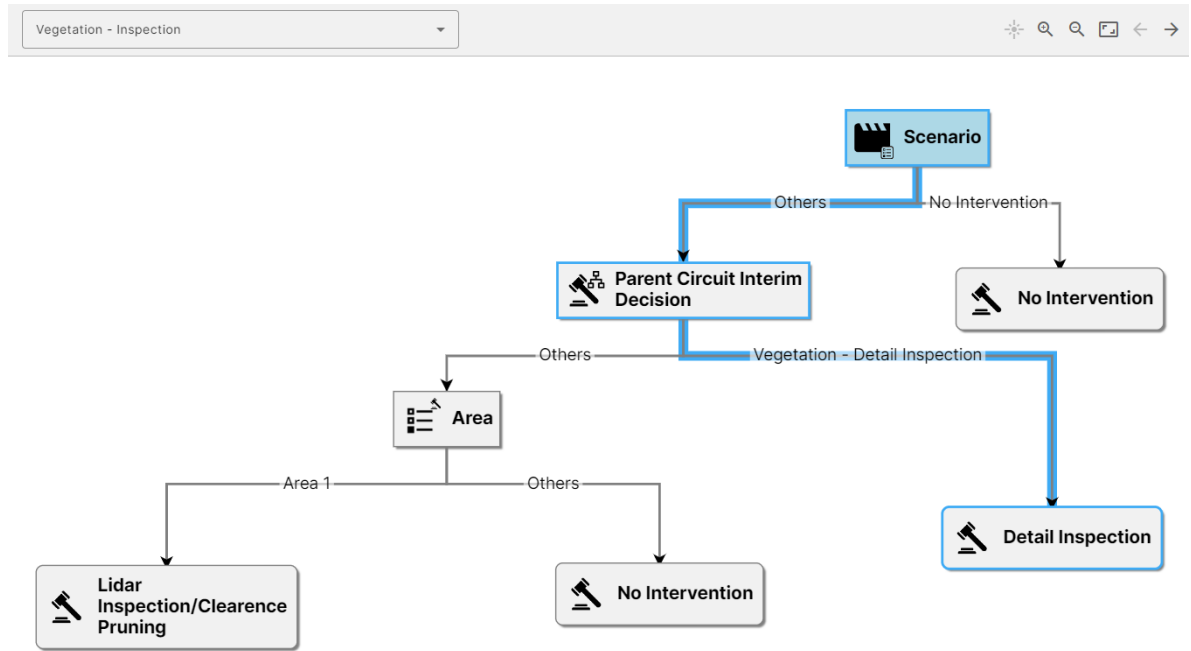 Vegetation - Inspection
Scenario
Others
No Intervention
Parent Circuit Interim
Decision
No Intervention
Others
Vegetation - Detail Inspection
Area
Area 1
Others
Detail Inspection
Lidar
Inspection/Clearence
Pruning
No Intervention